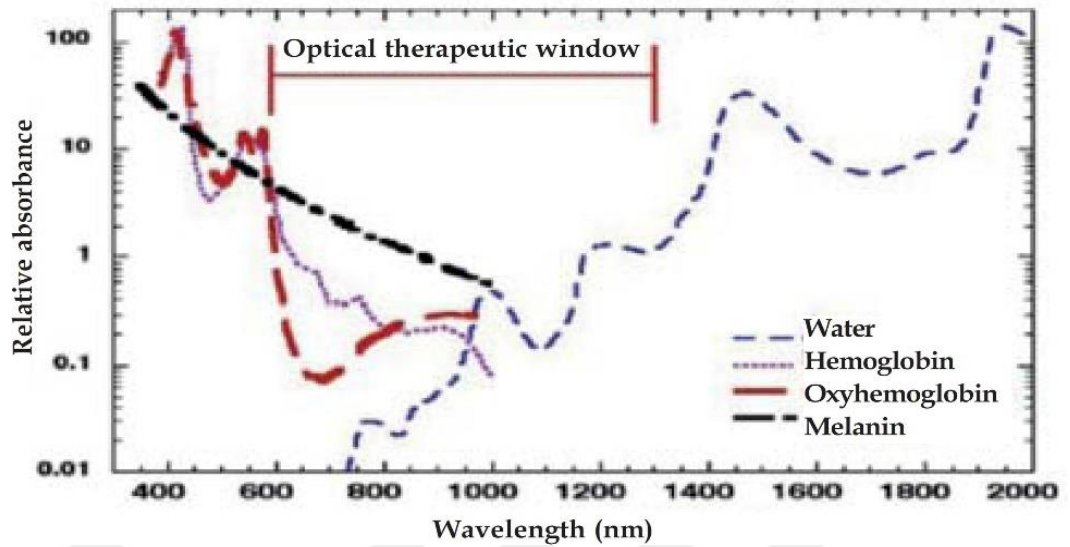 Optical therapeutic window
100
10
1
0.1
0.01
Relative absorbance
Water
Hemoglobin
Oxyhemoglobin
Melanin
400 600 800 1000 1200 1400 1600 1800 2000
Wavelength (nm)